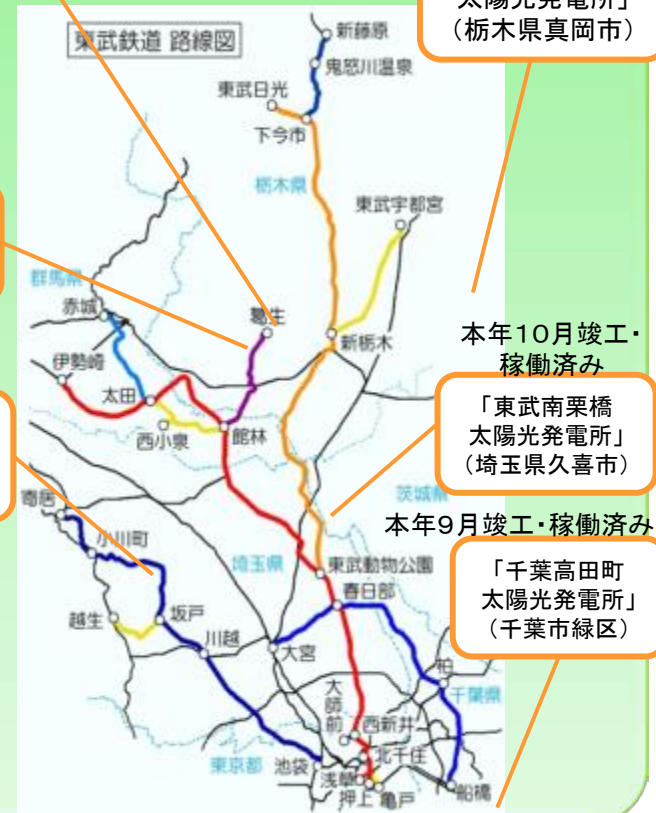 太陽光発電所」
(栃木県真岡市)
東武鉄道 路線図
新藤原
鬼怒川温泉
東武日光
下今市
栃木県
東武宇都宮
群馬県
赤城
葛生
新栃木
伊勢崎
太田
西小泉
館林
本年10月竣工・
稼働済み
「東武南栗橋
太陽光発電所」
(埼玉県久喜市)
茨城県
寄居
小川町
埼玉県
東武動物公園
本年9月竣工・稼働済み
「千葉高田町
太陽光発電所」
(千葉市緑区)
越生
坂戸
川越
大宮
春日部
柏
千葉県
大師前
西新井
北千住
東京都
池袋
浅草
押上
亀戸
船橋